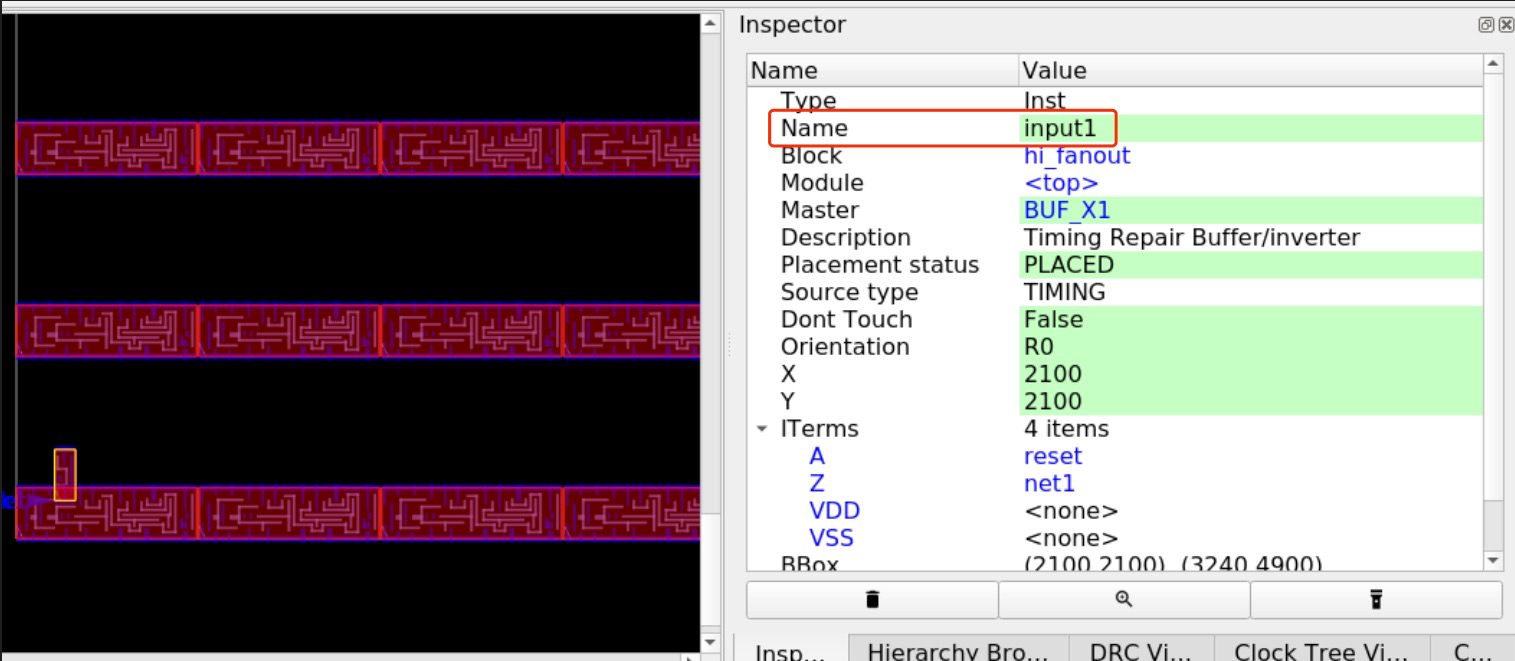 Inspector
Name Value
Type Inst
Name input1
Block hi_fanout
Module <top>
Master BUF_X1
Description Timing Repair Buffer/inverter
Placement status PLACED
Source type TIMING
Dont Touch False
Orientation R0
X 2100
Y 2100
ITerms 4 items
A reset
Z net1
VDD <none>
VSS <none>
BBox (2100,2100), (3240,4900)
Insp... Hierarchy Bro... DRC Vi... Clock Tree Vi... C...